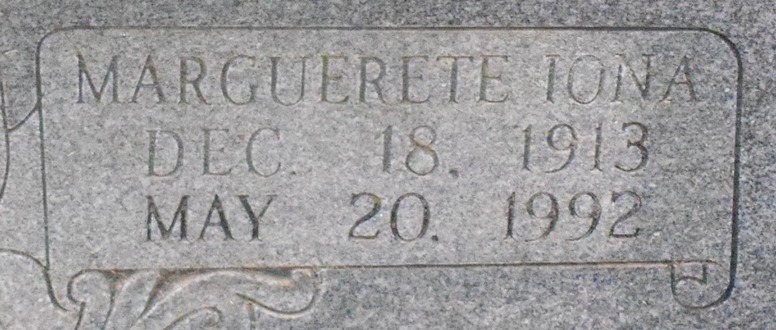 MARGUERETE IONA
DEC. 18, 1913
MAY 20, 1992